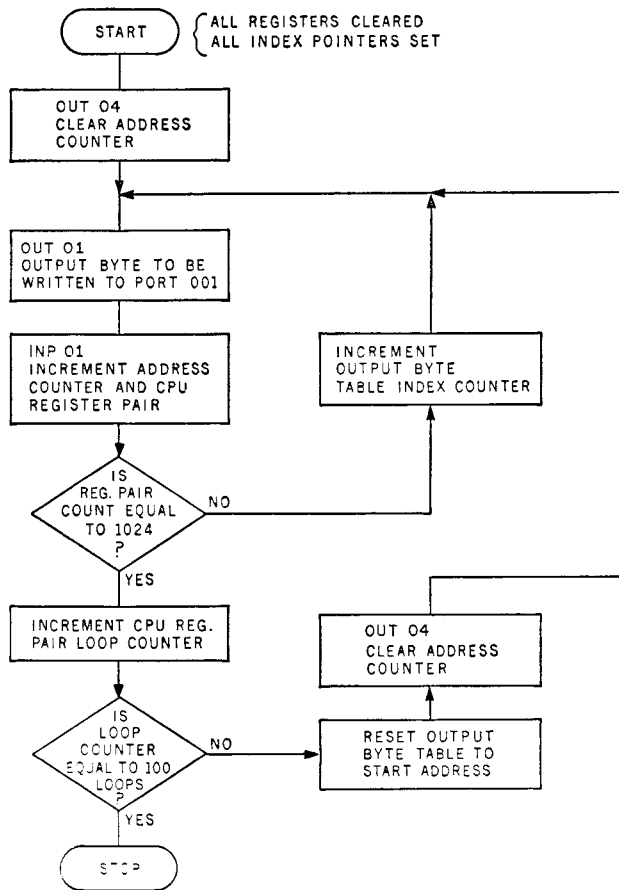 START
ALL REGISTERS CLEARED
ALL INDEX POINTERS SET
OUT 04
CLEAR ADDRESS
COUNTER
OUT 01
OUTPUT BYTE TO BE
WRITTEN TO PORT 001
INP 01
INCREMENT ADDRESS
COUNTER AND CPU
REGISTER PAIR
INCREMENT
OUTPUT BYTE
TABLE INDEX COUNTER
IS
REG. PAIR
COUNT EQUAL
TO 1024
?
NO
YES
INCREMENT CPU REG.
PAIR LOOP COUNTER
OUT 04
CLEAR ADDRESS
COUNTER
IS
LOOP
COUNTER
EQUAL TO 100
LOOPS
?
NO
RESET OUTPUT
BYTE TABLE TO
START ADDRESS
YES
STOP